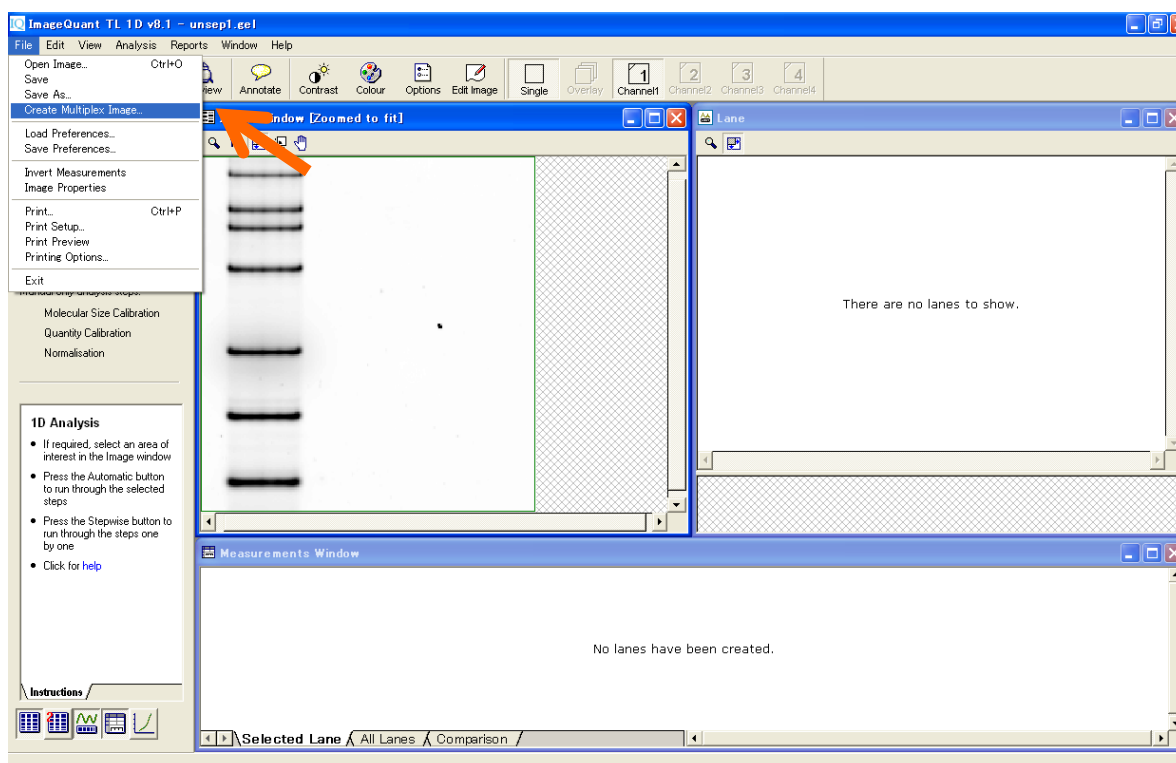 ImageQuant TL 1D v8.1 - unsep1.gel
File Edit View Analysis Reports Window Help
Open Image... Ctrl+O
Save
Save As...
Create Multiplex Image...
Load Preferences...
Save Preferences...
Invert Measurements
Image Properties
Print... Ctrl+P
Print Setup...
Print Preview
Printing Options...
Exit
Annotate Contrast Colour Options Edit Image Single Overlay Channel1 Channel2 Channel3 Channel4
1 2 3 4
[Zoomed to fit]
Lane
There are no lanes to show.
Molecular Size Calibration
Quantity Calibration
Normalisation
1D Analysis
• If required, select an area of
interest in the Image window
• Press the Automatic button
to run through the selected
steps
• Press the Stepwise button to
run through the steps one
by one
• Click for help
Instructions
Measurements Window
No lanes have been created.
Selected Lane All Lanes Comparison